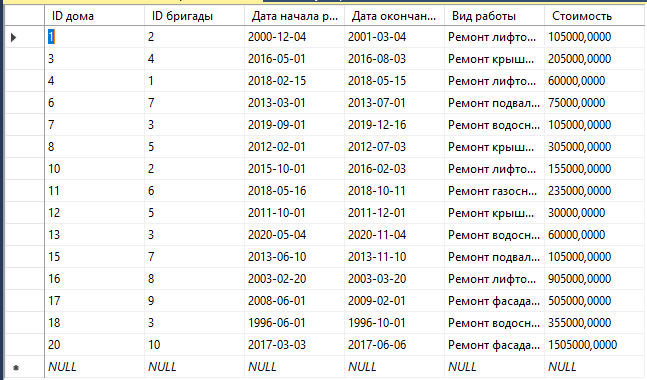 ID дома ID бригады Дата начала р... Дата окончан... Вид работы Стоимость
1 2 2000-12-04 2001-03-04 Ремонт лифто... 105000,0000
3 4 2016-05-01 2016-08-03 Ремонт крыш... 205000,0000
4 1 2018-02-15 2018-05-15 Ремонт лифто... 60000,0000
6 7 2013-03-01 2013-07-01 Ремонт подвал... 75000,0000
7 3 2019-09-01 2019-12-16 Ремонт водосн... 105000,0000
8 5 2012-02-01 2012-07-03 Ремонт крыш... 305000,0000
10 2 2015-10-01 2016-02-03 Ремонт лифто... 155000,0000
11 6 2018-05-16 2018-10-11 Ремонт газосн... 235000,0000
12 5 2011-10-01 2011-12-01 Ремонт крыш... 30000,0000
13 3 2020-05-04 2020-11-04 Ремонт водосн... 60000,0000
15 7 2013-06-10 2013-11-10 Ремонт подвал... 105000,0000
16 8 2003-02-20 2003-03-20 Ремонт лифто... 905000,0000
17 9 2008-06-01 2009-02-01 Ремонт фасада... 505000,0000
18 3 1996-06-01 1996-10-01 Ремонт водосн... 355000,0000
20 10 2017-03-03 2017-06-06 Ремонт фасада... 1505000,0000
NULL NULL NULL NULL NULL NULL